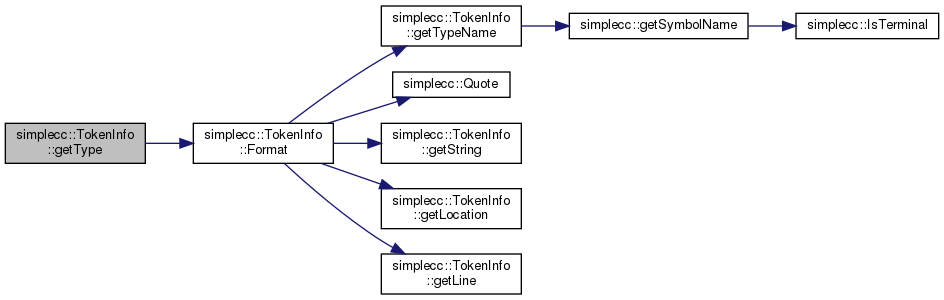 simplecc::TokenInfo
::getType
simplecc::TokenInfo
::Format
simplecc::TokenInfo
::getTypeName
simplecc::getSymbolName
simplecc::IsTerminal
simplecc::Quote
simplecc::TokenInfo
::getString
simplecc::TokenInfo
::getLocation
simplecc::TokenInfo
::getLine